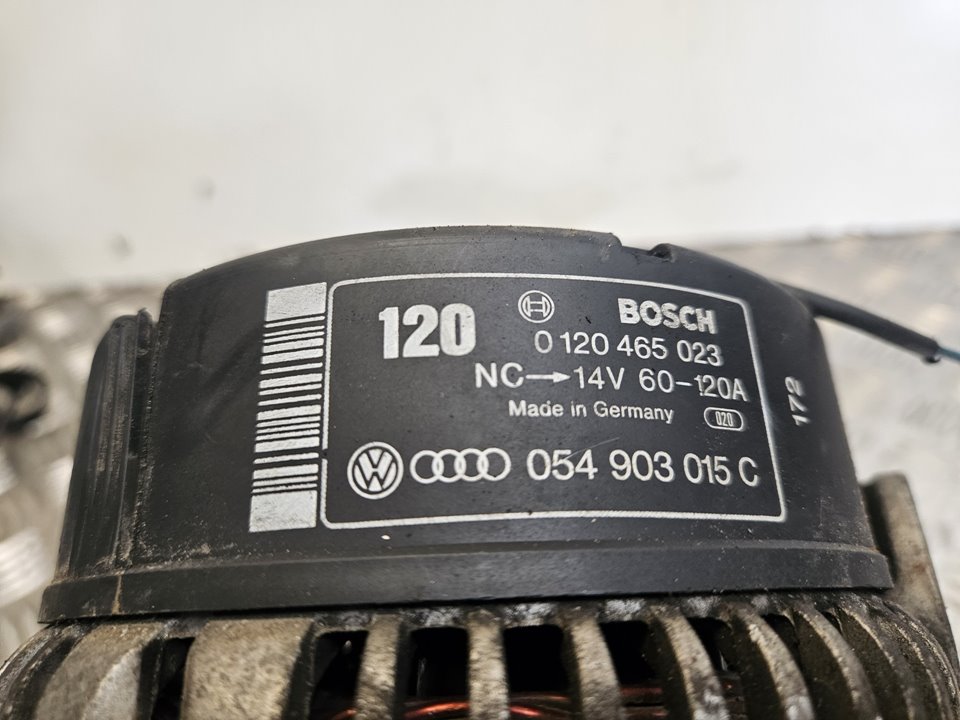 120 BOSCH
0 120 465 023
NC→14V 60-120A
Made in Germany 020
054 903 015 C
172